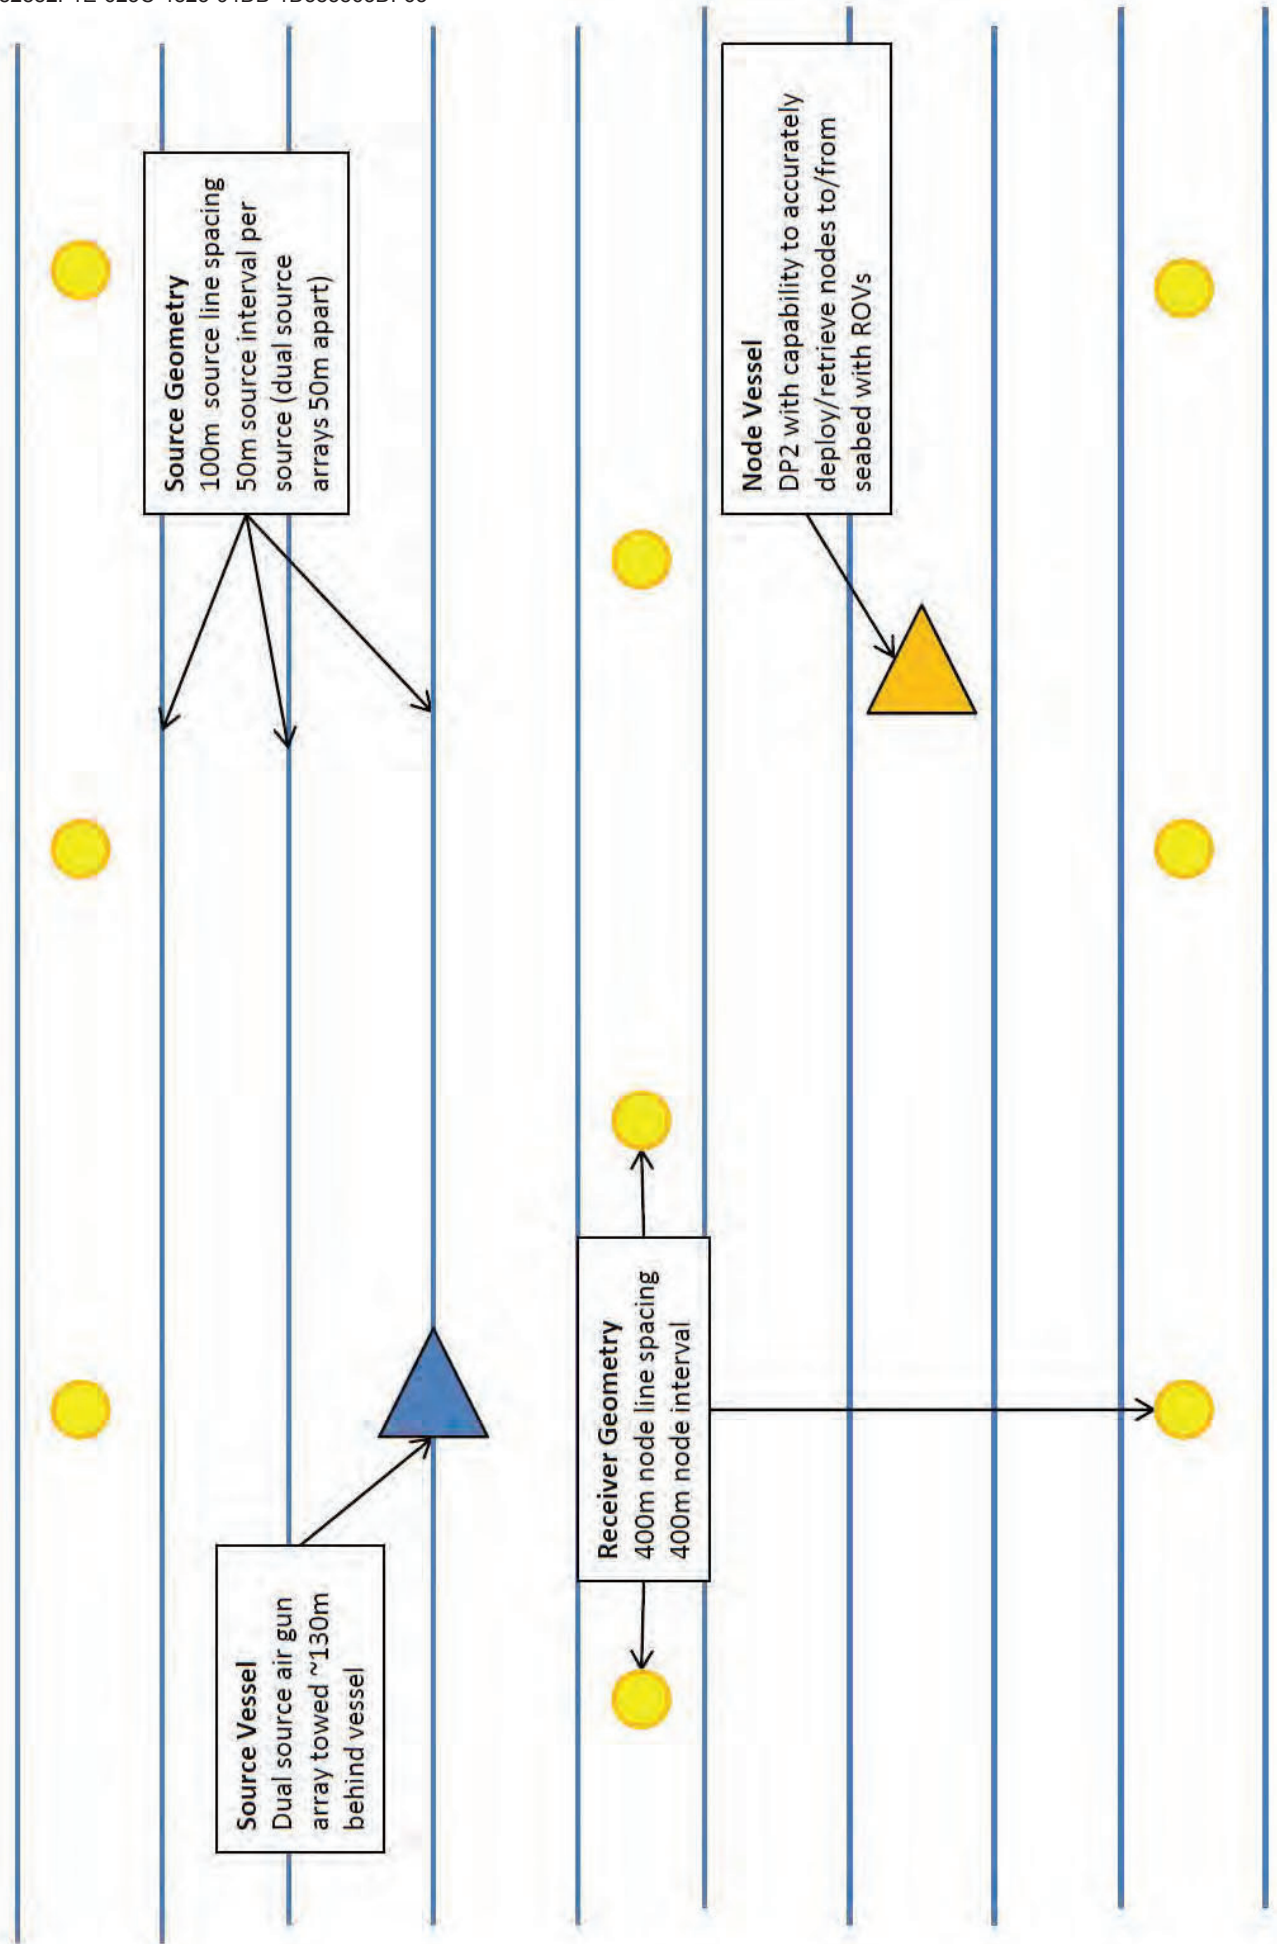 Source Geometry
100m source line spacing
50m source interval per
source (dual source
arrays 50m apart)
Node Vessel
DP2 with capability to accurately
deploy/retrieve nodes to/from
seabed with ROVs
Source Vessel
Dual source air gun
array towed ~130m
behind vessel
Receiver Geometry
400m node line spacing
400m node interval